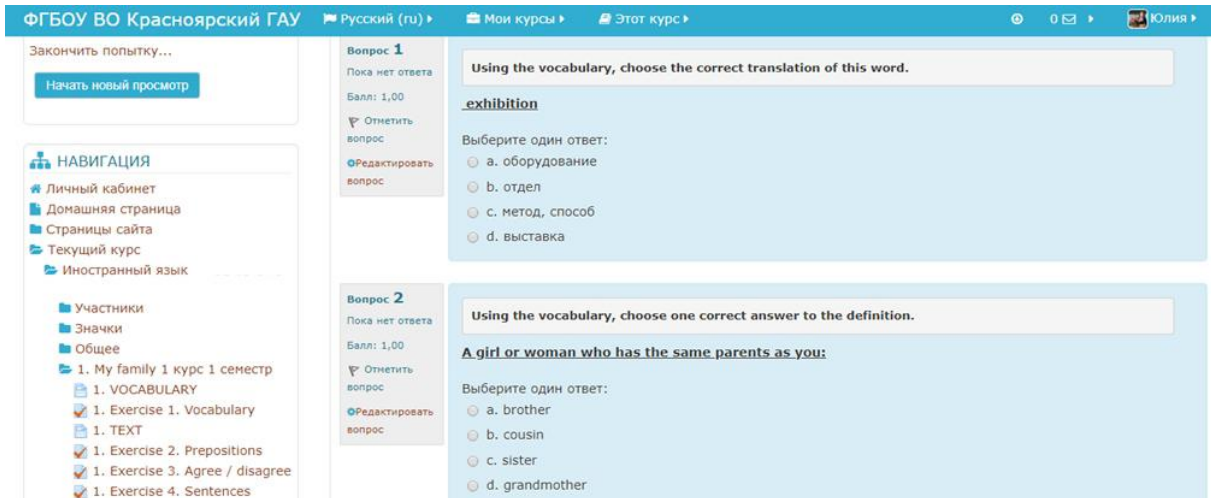 ФГБОУ ВО Красноярский ГАУ Русский (ru) Мои курсы Этот курс 0 Юлия
Закончить попытку...
Начать новый просмотр
НАВИГАЦИЯ
Личный кабинет
Домашняя страница
Страницы сайта
Текущий курс
Иностранный язык
Участники
Значки
Общее
1. My family 1 курс 1 семестр
1. VOCABULARY
1. Exercise 1. Vocabulary
1. TEXT
1. Exercise 2. Prepositions
1. Exercise 3. Agree / disagree
1. Exercise 4. Sentences
Вопрос 1
Пока нет ответа
Балл: 1,00
Отметить
вопрос
Редактировать
вопрос
Using the vocabulary, choose the correct translation of this word.
exhibition
Выберите один ответ:
a. оборудование
b. отдел
c. метод, способ
d. выставка
Вопрос 2
Пока нет ответа
Балл: 1,00
Отметить
вопрос
Редактировать
вопрос
Using the vocabulary, choose one correct answer to the definition.
A girl or woman who has the same parents as you:
Выберите один ответ:
a. brother
b. cousin
c. sister
d. grandmother